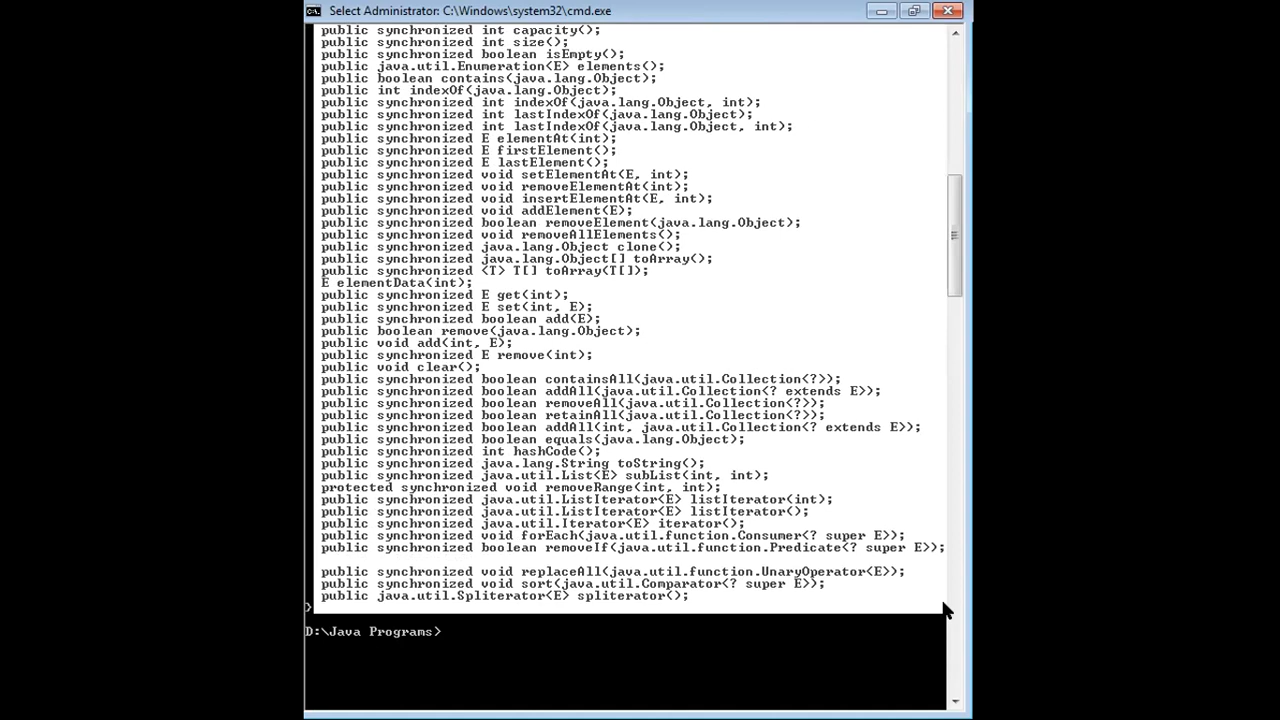 Select Administrator: C:\Windows\system32\cmd.exe
public synchronized int capacity();
public synchronized int size();
public synchronized boolean isEmpty();
public java.util.Enumeration<E> elements();
public boolean contains(java.lang.Object);
public int indexOf(java.lang.Object);
public synchronized int indexOf(java.lang.Object, int);
public synchronized int lastIndexOf(java.lang.Object);
public synchronized int lastIndexOf(java.lang.Object, int);
public synchronized E elementAt(int);
public synchronized E firstElement();
public synchronized E lastElement();
public synchronized void setElementAt(E, int);
public synchronized void removeElementAt(int);
public synchronized void insertElementAt(E, int);
public synchronized void addElement(E);
public synchronized boolean removeElement(java.lang.Object);
public synchronized void removeAllElements();
public synchronized java.lang.Object clone();
public synchronized java.lang.Object[] toArray();
public synchronized <T> T[] toArray(T[]);
E elementData(int);
public synchronized E get(int);
public synchronized E set(int, E);
public synchronized boolean add(E);
public boolean remove(java.lang.Object);
public void add(int, E);
public synchronized E remove(int);
public void clear();
public synchronized boolean containsAll(java.util.Collection<?>);
public synchronized boolean addAll(java.util.Collection<? extends E>);
public synchronized boolean removeAll(java.util.Collection<?>);
public synchronized boolean retainAll(java.util.Collection<?>);
public synchronized boolean addAll(int, java.util.Collection<? extends E>);
public synchronized boolean equals(java.lang.Object);
public synchronized int hashCode();
public synchronized java.lang.String toString();
public synchronized java.util.List<E> subList(int, int);
protected synchronized void removeRange(int, int);
public synchronized java.util.ListIterator<E> listIterator(int);
public synchronized java.util.ListIterator<E> listIterator();
public synchronized java.util.Iterator<E> iterator();
public synchronized void forEach(java.util.function.Consumer<? super E>);
public synchronized boolean removeIf(java.util.function.Predicate<? super E>);
public synchronized void replaceAll(java.util.function.UnaryOperator<E>);
public synchronized void sort(java.util.Comparator<? super E>);
public java.util.Spliterator<E> spliterator();
}
D:\Java Programs>